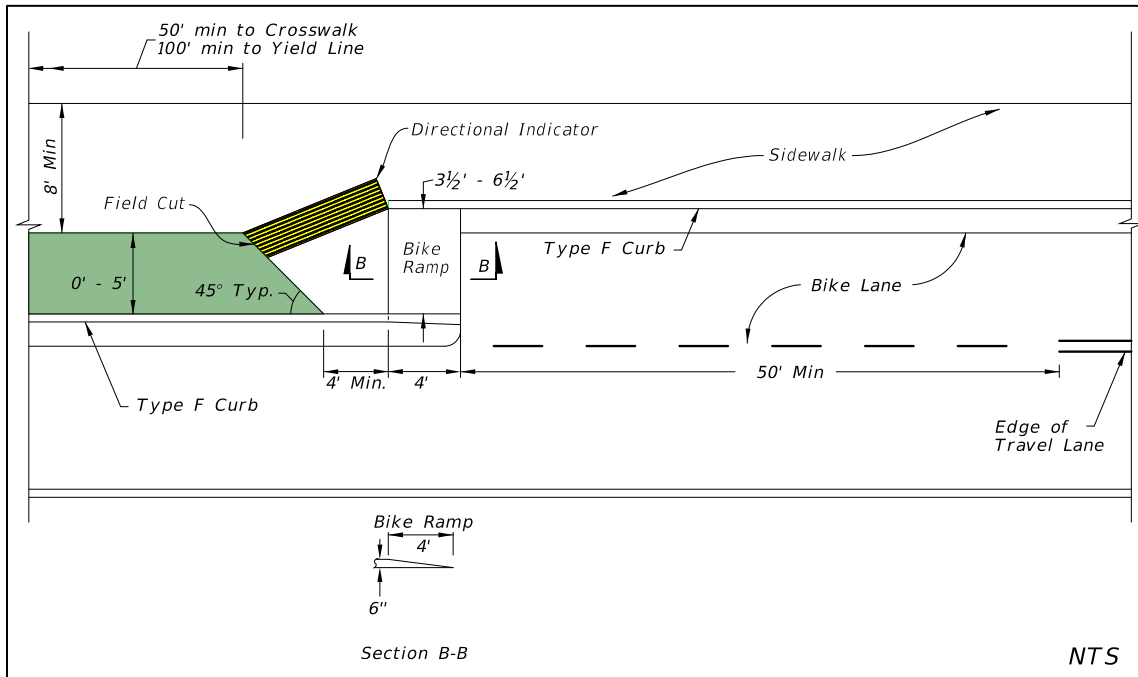 50' min to Crosswalk
100' min to Yield Line
Directional Indicator
Sidewalk
8' Min
3½' - 6½'
Field Cut
Type F Curb
B
Bike
Ramp
B
0' - 5'
45° Typ.
Bike Lane
4' Min.
4'
50' Min
Type F Curb
Edge of
Travel Lane
Bike Ramp
4'
6"
Section B-B
NTS